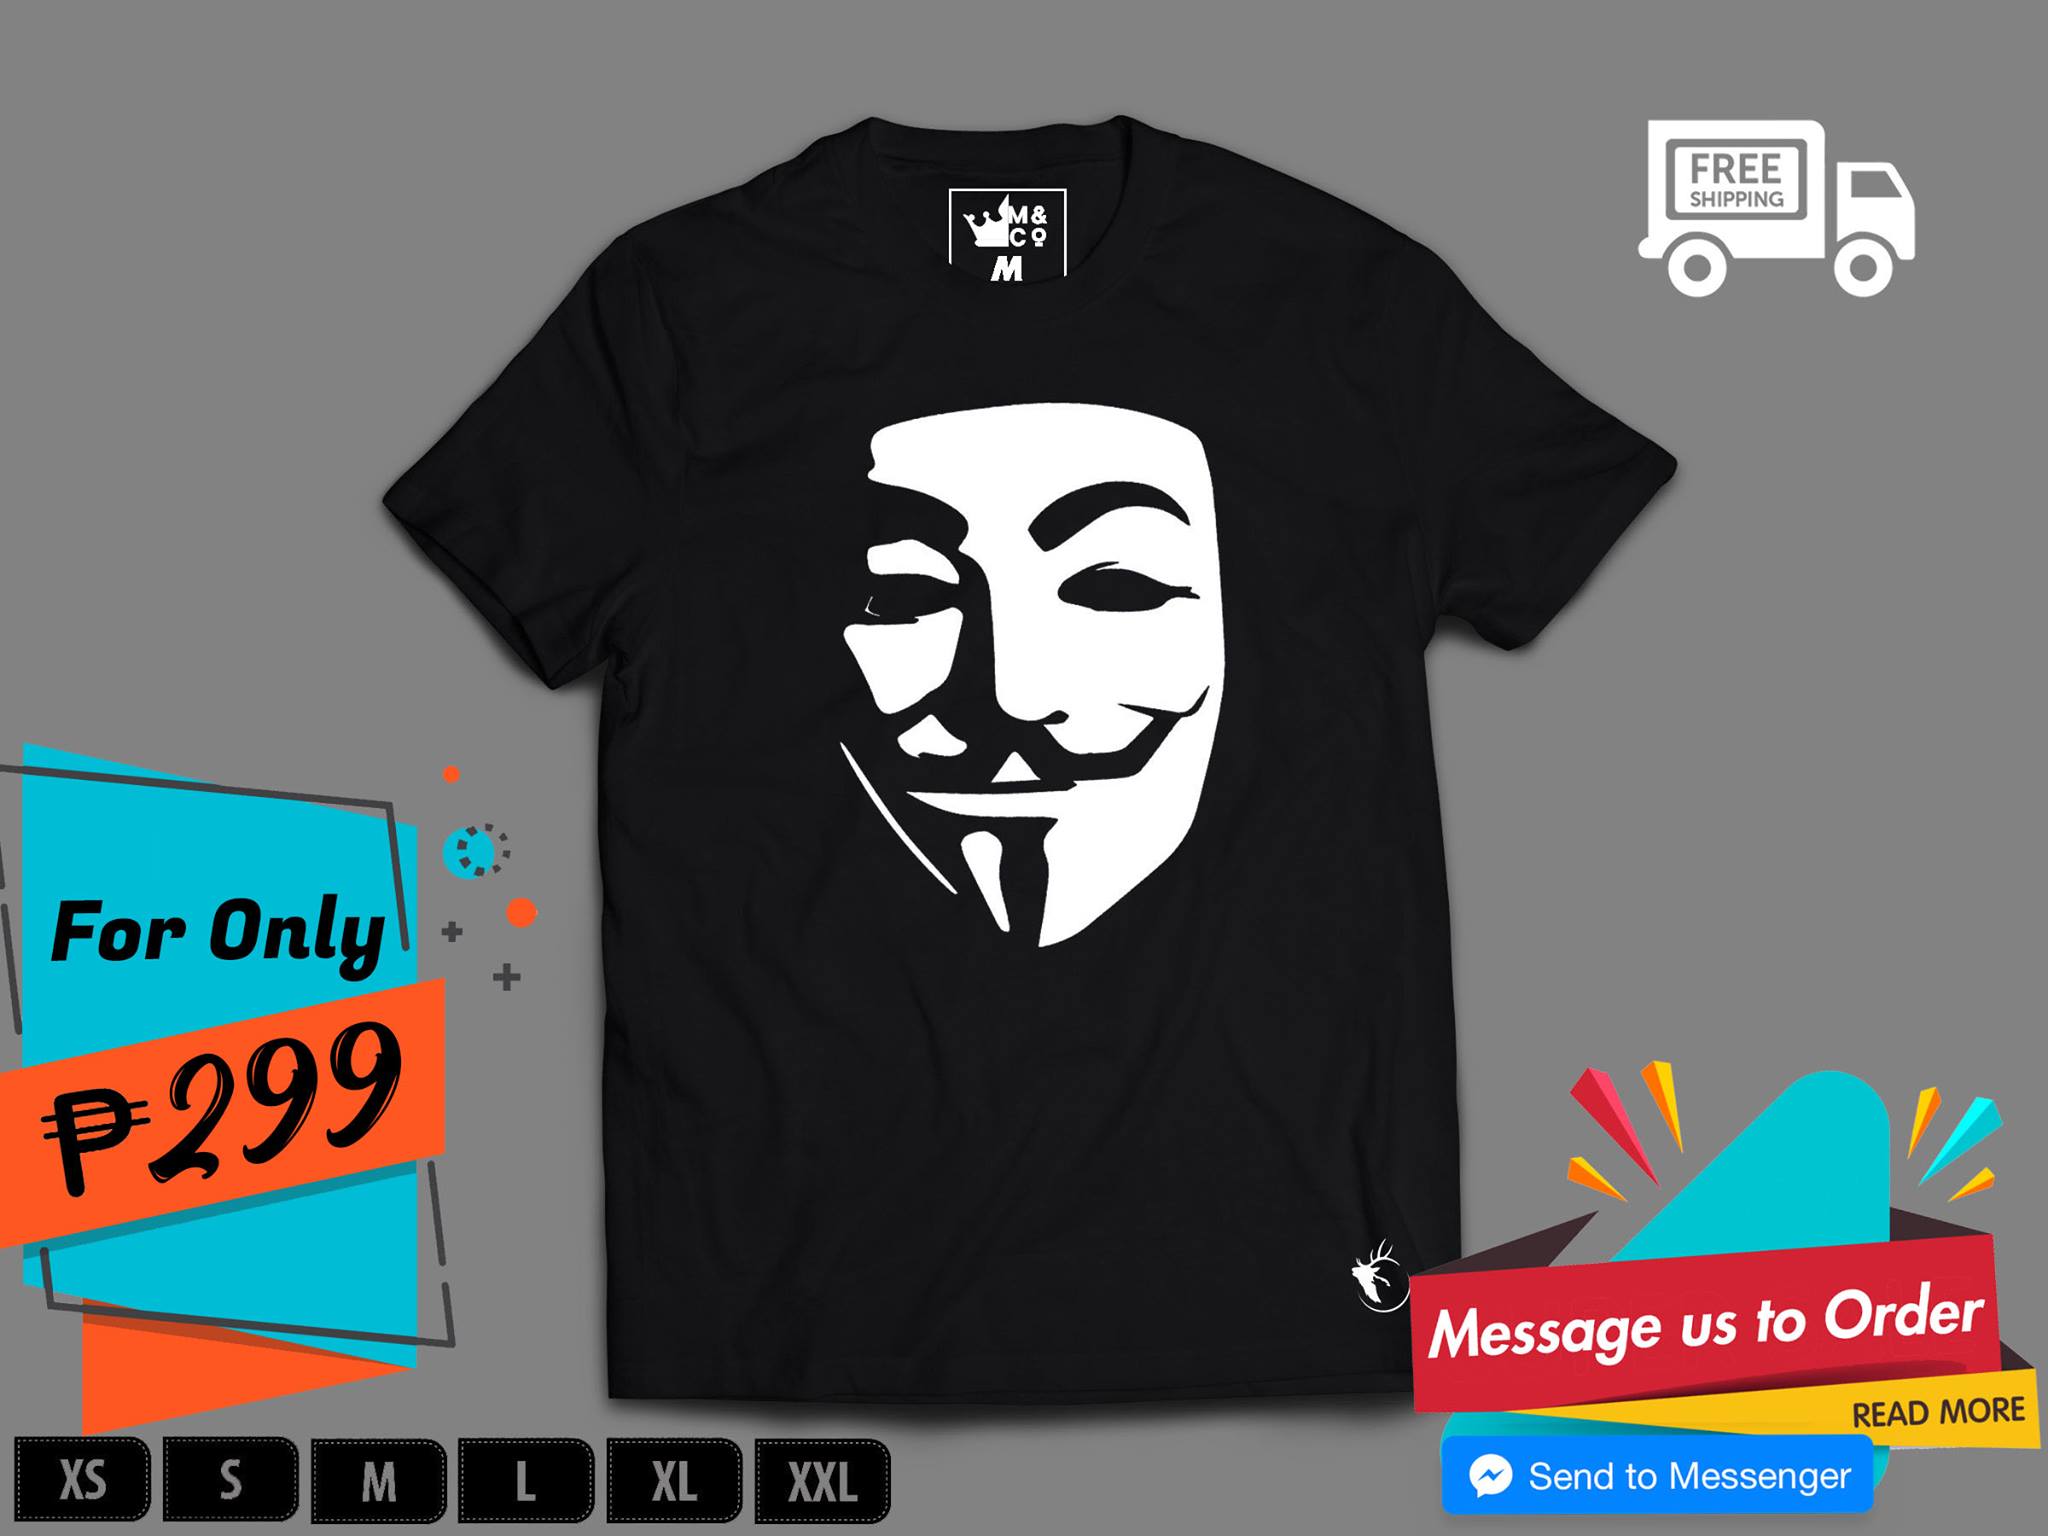 M&
CO
M
FREE
SHIPPING
For Only
₱299
Message us to Order
READ MORE
Send to Messenger
XS S M L XL XXL